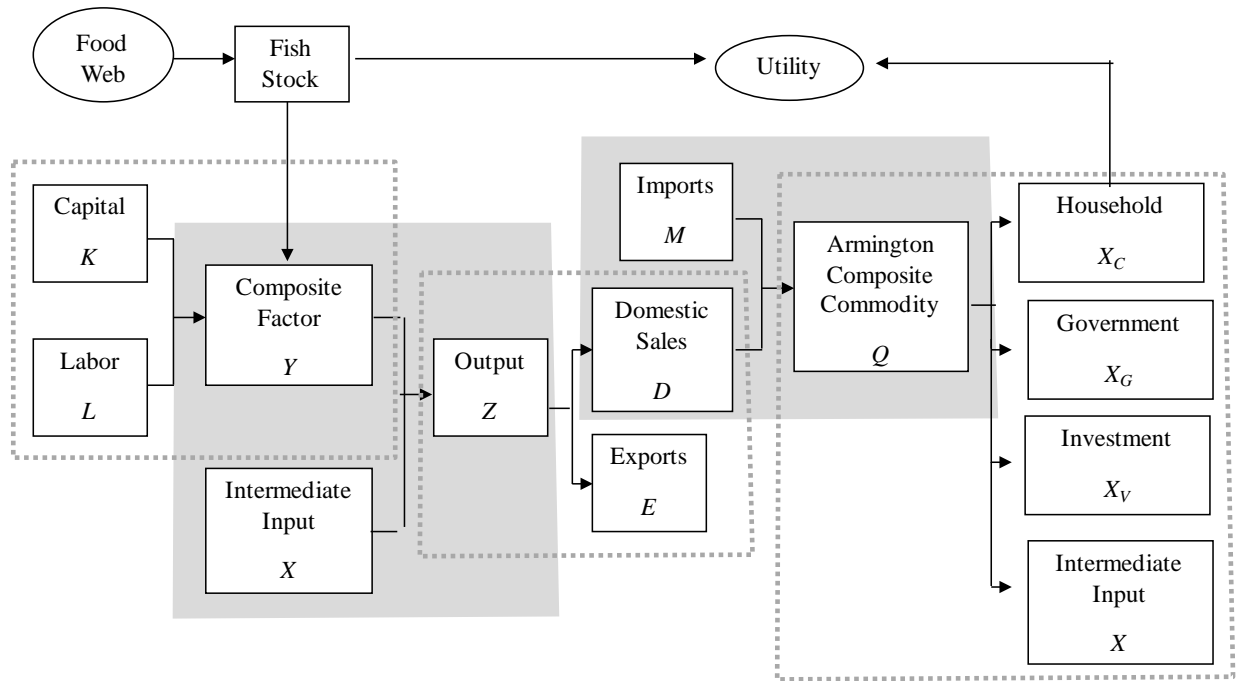 Food
Web
Fish
Stock
Utility
Capital
K
Labor
L
Composite
Factor
Y
Intermediate
Input
X
Output
Z
Imports
M
Domestic
Sales
D
Exports
E
Armington
Composite
Commodity
Q
Household
X_C
Government
X_G
Investment
X_V
Intermediate
Input
X